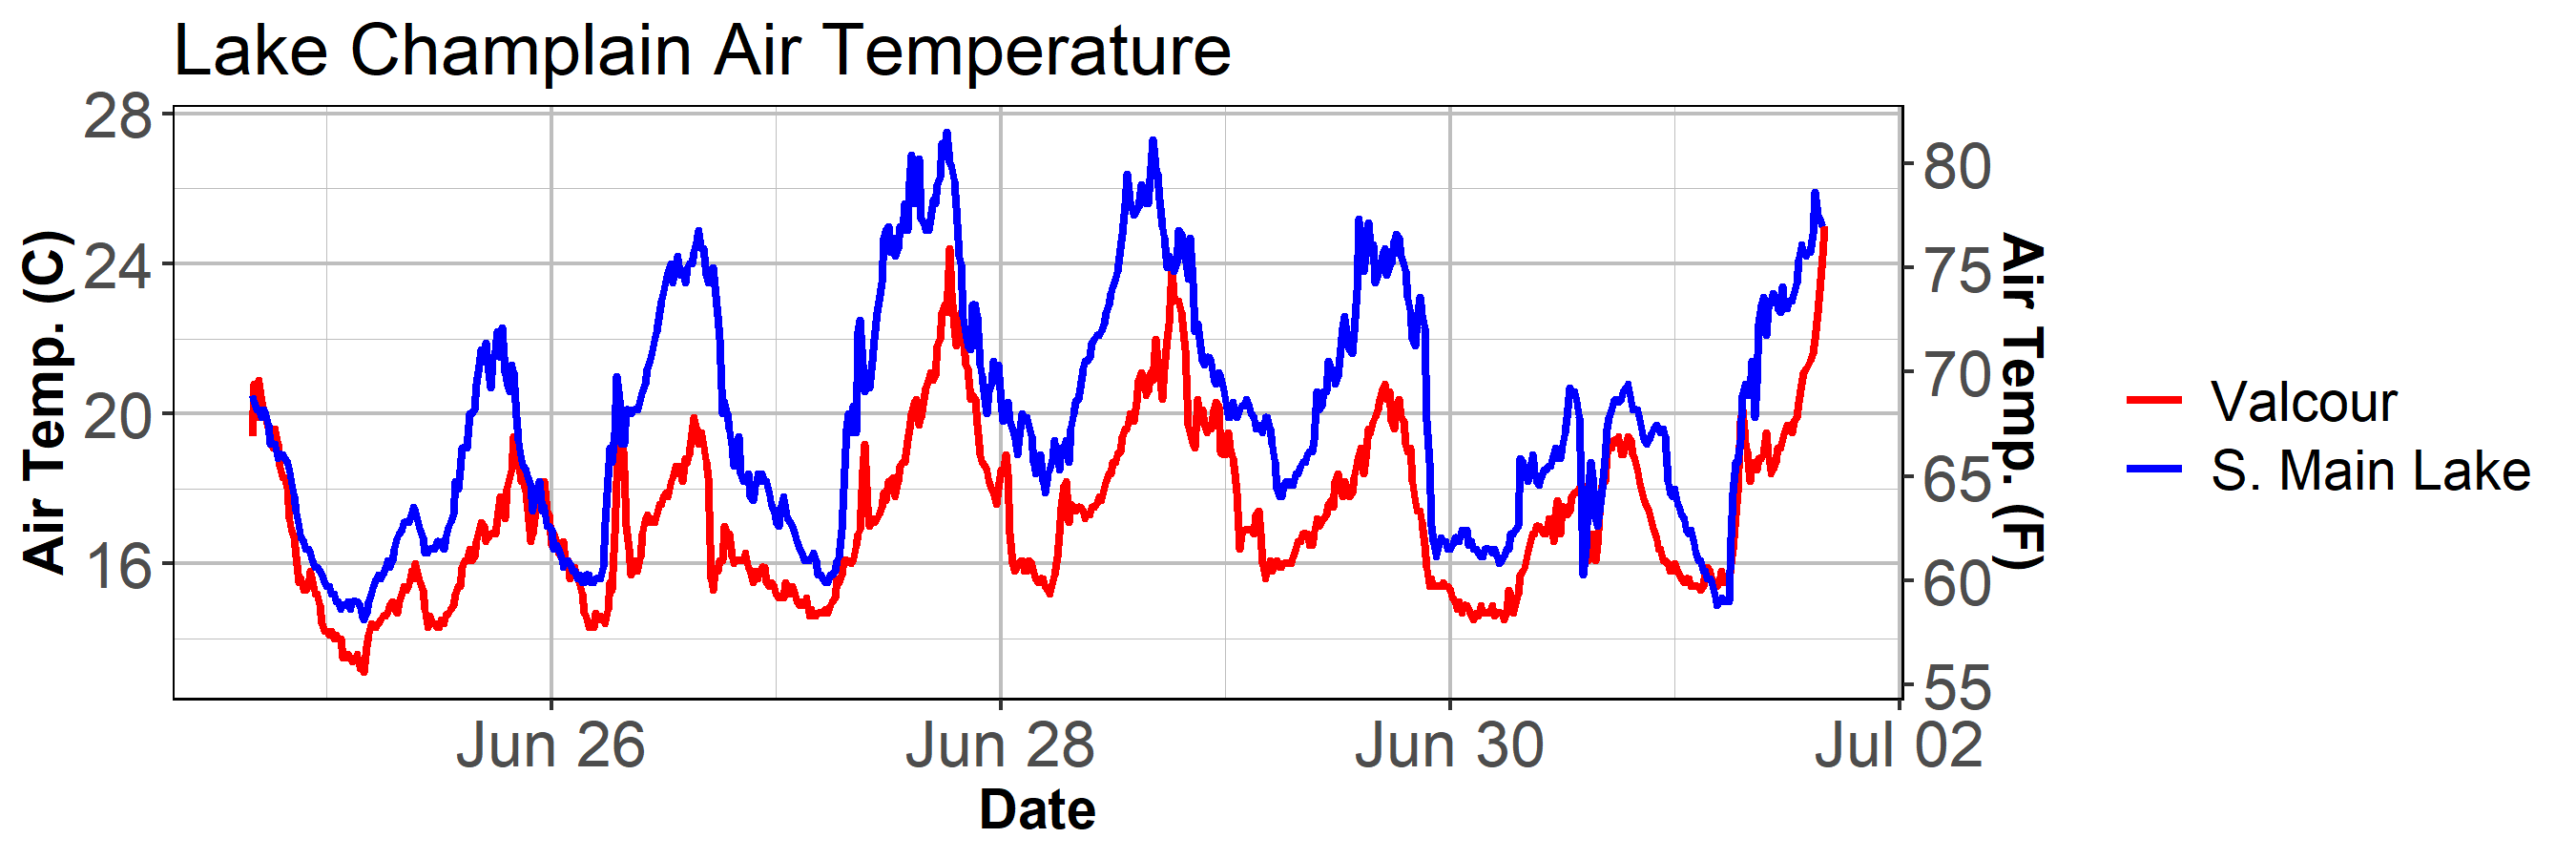 Lake Champlain Air Temperature
Air Temp. (C)
28
24
20
16
80
75
70
65
60
55
Air Temp. (F)
Jun 26
Jun 28
Jun 30
Jul 02
Date
Valcour
S. Main Lake